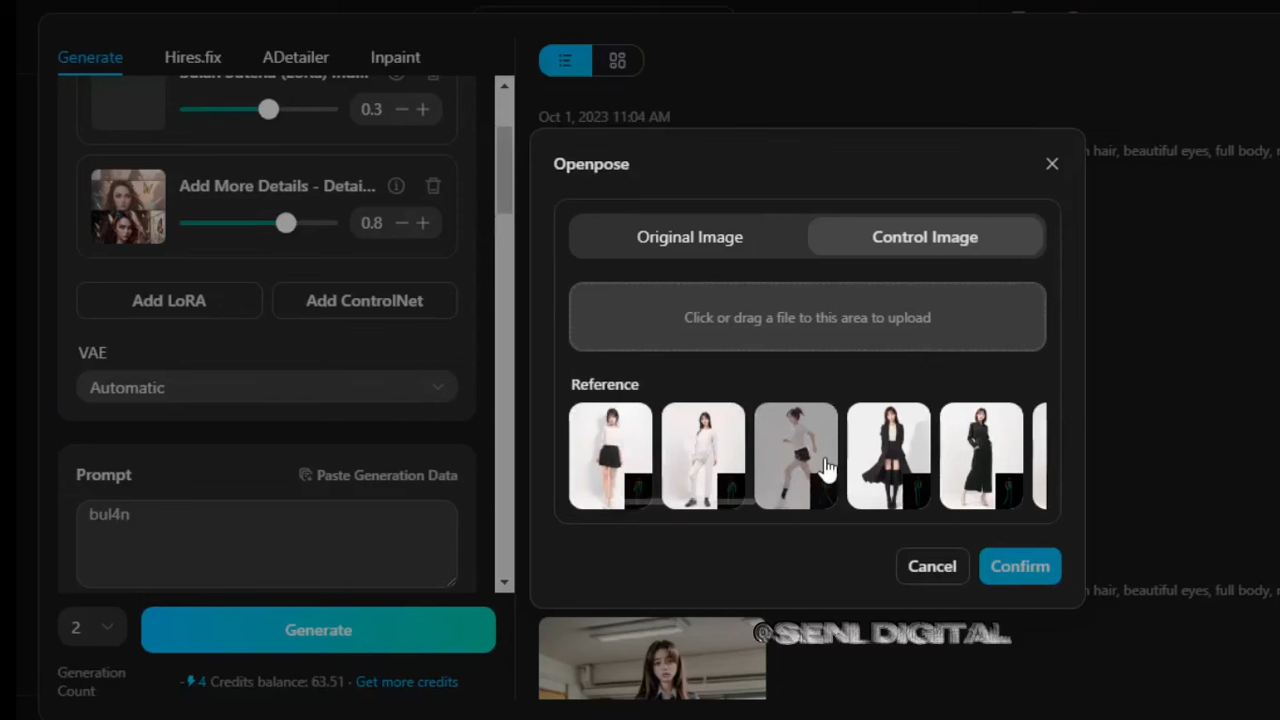 Generate Hires.fix ADetailer Inpaint
0.3
Add More Details - Detai...
0.8
Add LoRA Add ControlNet
VAE
Automatic
Prompt Paste Generation Data
bul4n
2 Generate
Generation Count
- 4 Credits balance: 63.51 · Get more credits
Oct 1, 2023 11:04 AM
hair, beautiful eyes, full body,
Openpose
Original Image Control Image
Click or drag a file to this area to upload
Reference
Cancel Confirm
hair, beautiful eyes, full body,
@SENI.DIGITAL